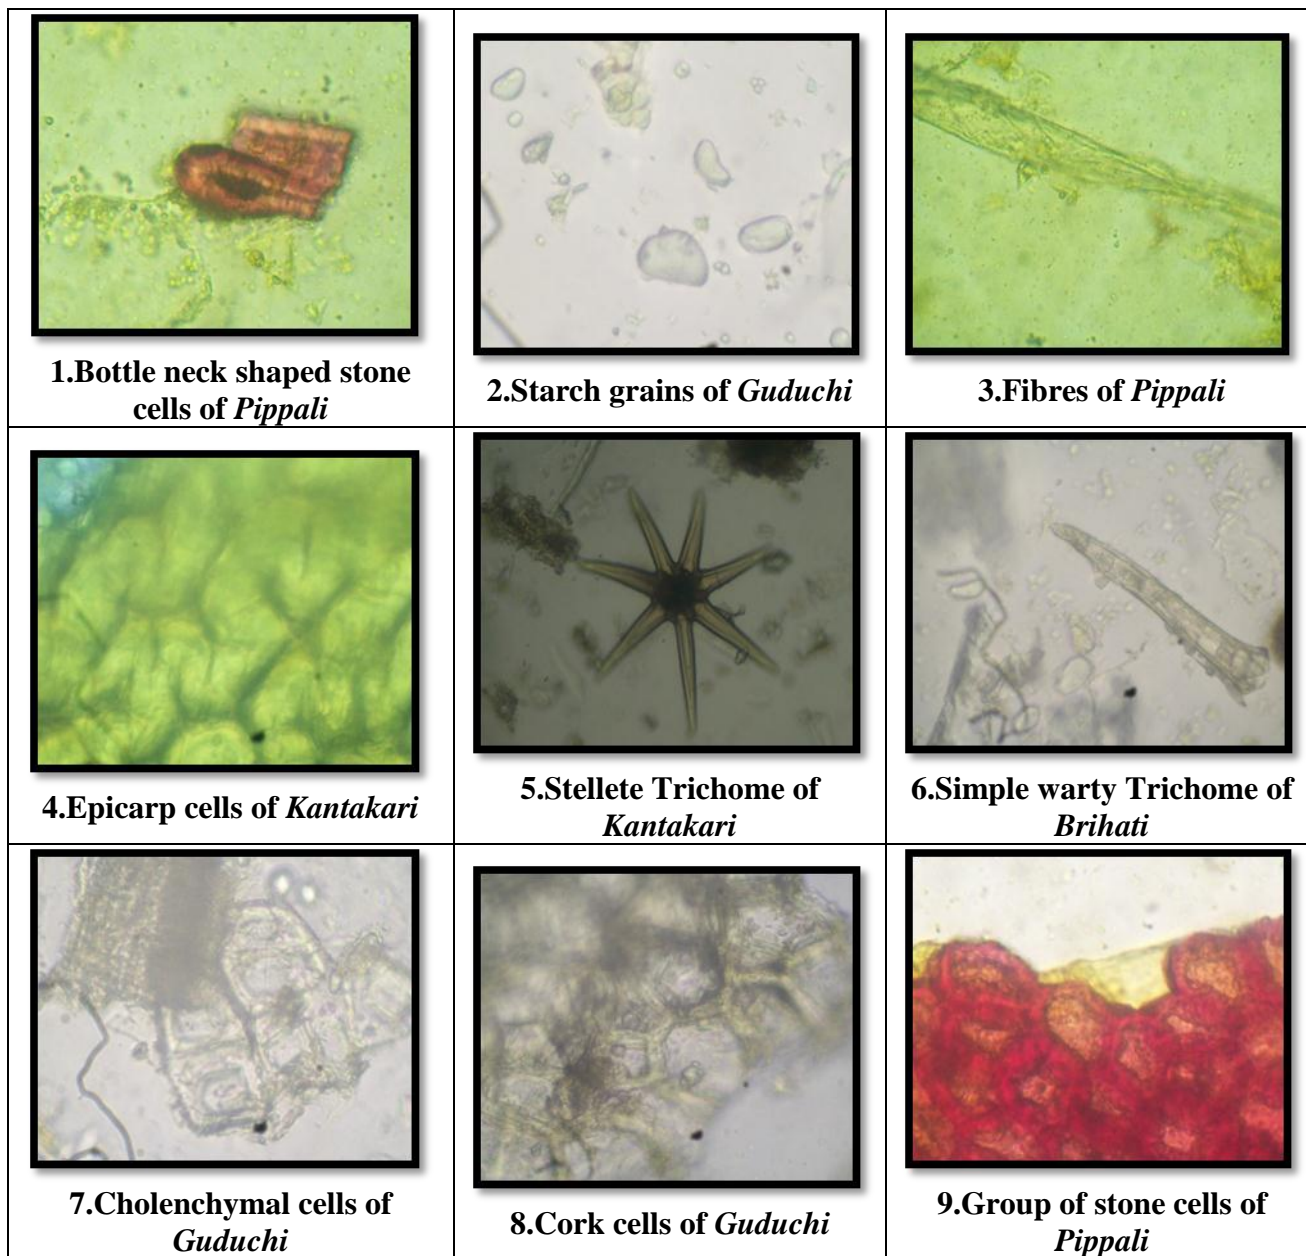 1.Bottle neck shaped stone
cells of Pippali
2.Starch grains of Guduchi
3.Fibres of Pippali
4.Epicarp cells of Kantakari
5.Stellete Trichome of
Kantakari
6.Simple warty Trichome of
Brihati
7.Cholenchymal cells of
Guduchi
8.Cork cells of Guduchi
9.Group of stone cells of
Pippali